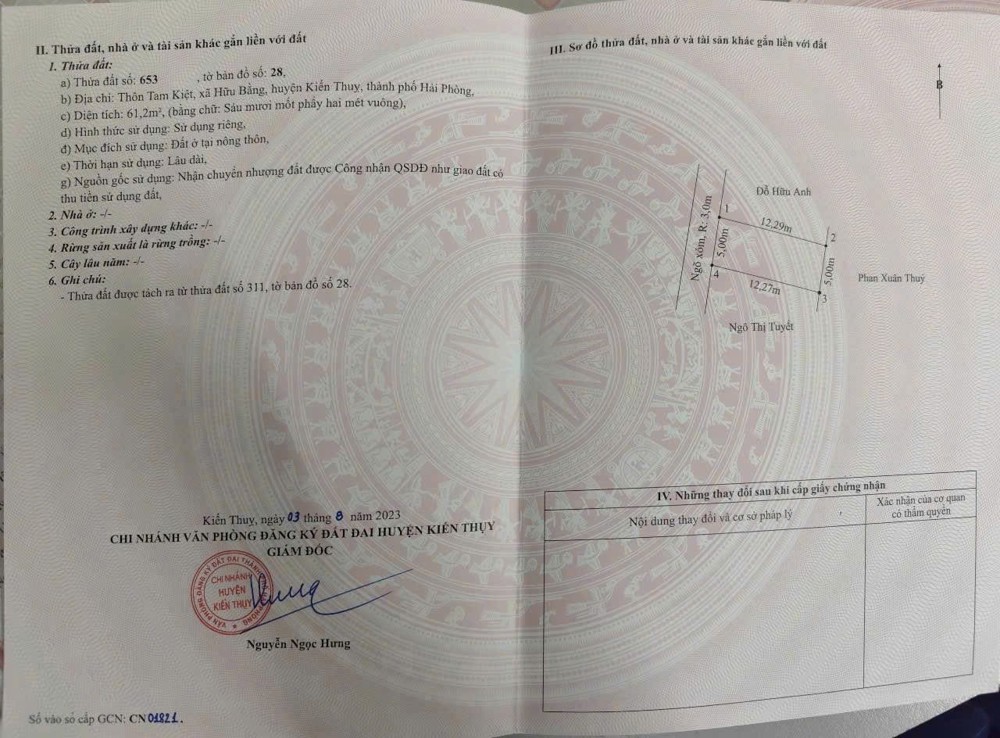 II. Thửa đất, nhà ở và tài sản khác gắn liền với đất
1. Thửa đất:
a) Thửa đất số: 653 , tờ bản đồ số: 28,
b) Địa chỉ: Thôn Tam Kiệt, xã Hữu Bằng, huyện Kiến Thụy, thành phố Hải Phòng,
c) Diện tích: 61,2m², (bằng chữ: Sáu mươi mốt phẩy hai mét vuông),
d) Hình thức sử dụng: Sử dụng riêng,
đ) Mục đích sử dụng: Đất ở tại nông thôn,
e) Thời hạn sử dụng: Lâu dài,
g) Nguồn gốc sử dụng: Nhận chuyển nhượng đất được Công nhận QSDĐ như giao đất có
thu tiền sử dụng đất,
2. Nhà ở: -/-
3. Công trình xây dựng khác: -/-
4. Rừng sản xuất là rừng trồng: -/-
5. Cây lâu năm: -/-
6. Ghi chú:
- Thửa đất được tách ra từ thửa đất số 311, tờ bản đồ số 28.
Kiến Thụy, ngày 03 tháng 8 năm 2023
CHI NHÁNH VĂN PHÒNG ĐĂNG KÝ ĐẤT ĐAI HUYỆN KIẾN THỤY
GIÁM ĐỐC
CHI NHÁNH
HUYỆN
KIẾN THỤY
Nguyễn Ngọc Hưng
Số vào sổ cấp GCN: CN 01821.
III. Sơ đồ thửa đất, nhà ở và tài sản khác gắn liền với đất
B
Đỗ Hữu Anh
Ngõ xóm, R: 3,0m
1
12,29m
2
5,00m
5,00m
4
12,27m
3
Phan Xuân Thuỷ
Ngô Thị Tuyết
IV. Những thay đổi sau khi cấp giấy chứng nhận
Nội dung thay đổi và cơ sở pháp lý
Xác nhận của cơ quan
có thẩm quyền